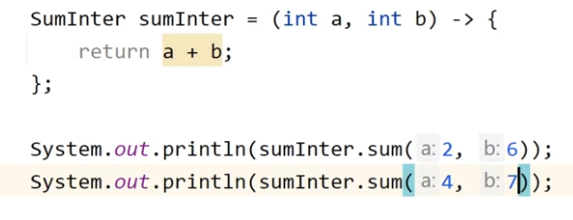 SumInter sumInter = (int a, int b) -> {
return a + b;
};
System.out.println(sumInter.sum( a: 2, b: 6));
System.out.println(sumInter.sum( a: 4, b: 7));